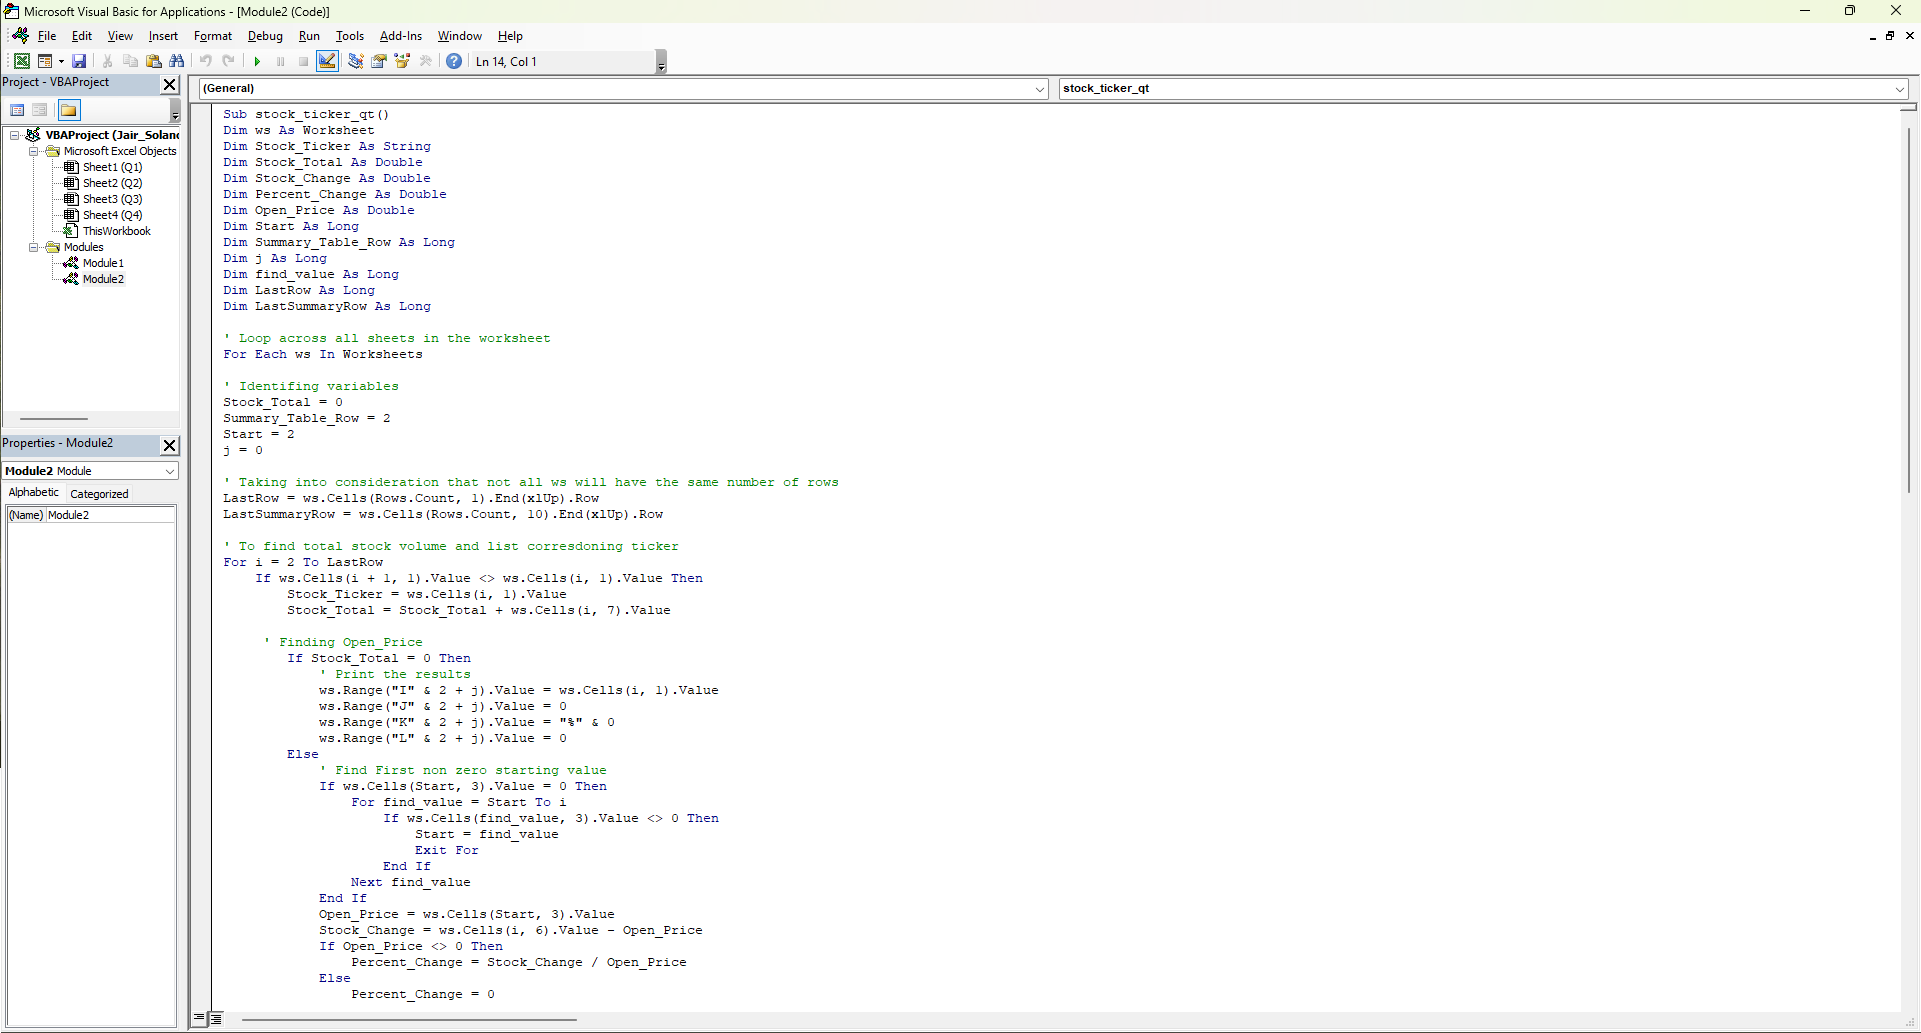 Microsoft Visual Basic for Applications - [Module2 (Code)]
File Edit View Insert Format Debug Run Tools Add-Ins Window Help
Ln 14, Col 1
Project - VBAProject
VBAProject (Jair_Solan
Microsoft Excel Objects
Sheet1 (Q1)
Sheet2 (Q2)
Sheet3 (Q3)
Sheet4 (Q4)
ThisWorkbook
Modules
Module1
Module2
Properties - Module2
Module2 Module
Alphabetic Categorized
(Name) Module2
(General) stock_ticker_qt
Sub stock_ticker_qt()
Dim ws As Worksheet
Dim Stock_Ticker As String
Dim Stock_Total As Double
Dim Stock_Change As Double
Dim Percent_Change As Double
Dim Open_Price As Double
Dim Start As Long
Dim Summary_Table_Row As Long
Dim j As Long
Dim find_value As Long
Dim LastRow As Long
Dim LastSummaryRow As Long
' Loop across all sheets in the worksheet
For Each ws In Worksheets
' Identifing variables
Stock_Total = 0
Summary_Table_Row = 2
Start = 2
j = 0
' Taking into consideration that not all ws will have the same number of rows
LastRow = ws.Cells(Rows.Count, 1).End(xlUp).Row
LastSummaryRow = ws.Cells(Rows.Count, 10).End(xlUp).Row
' To find total stock volume and list corresdoning ticker
For i = 2 To LastRow
If ws.Cells(i + 1, 1).Value <> ws.Cells(i, 1).Value Then
Stock_Ticker = ws.Cells(i, 1).Value
Stock_Total = Stock_Total + ws.Cells(i, 7).Value
' Finding Open_Price
If Stock_Total = 0 Then
' Print the results
ws.Range("I" & 2 + j).Value = ws.Cells(i, 1).Value
ws.Range("J" & 2 + j).Value = 0
ws.Range("K" & 2 + j).Value = "%" & 0
ws.Range("L" & 2 + j).Value = 0
Else
' Find First non zero starting value
If ws.Cells(Start, 3).Value = 0 Then
For find_value = Start To i
If ws.Cells(find_value, 3).Value <> 0 Then
Start = find_value
Exit For
End If
Next find_value
End If
Open_Price = ws.Cells(Start, 3).Value
Stock_Change = ws.Cells(i, 6).Value - Open_Price
If Open_Price <> 0 Then
Percent_Change = Stock_Change / Open_Price
Else
Percent_Change = 0